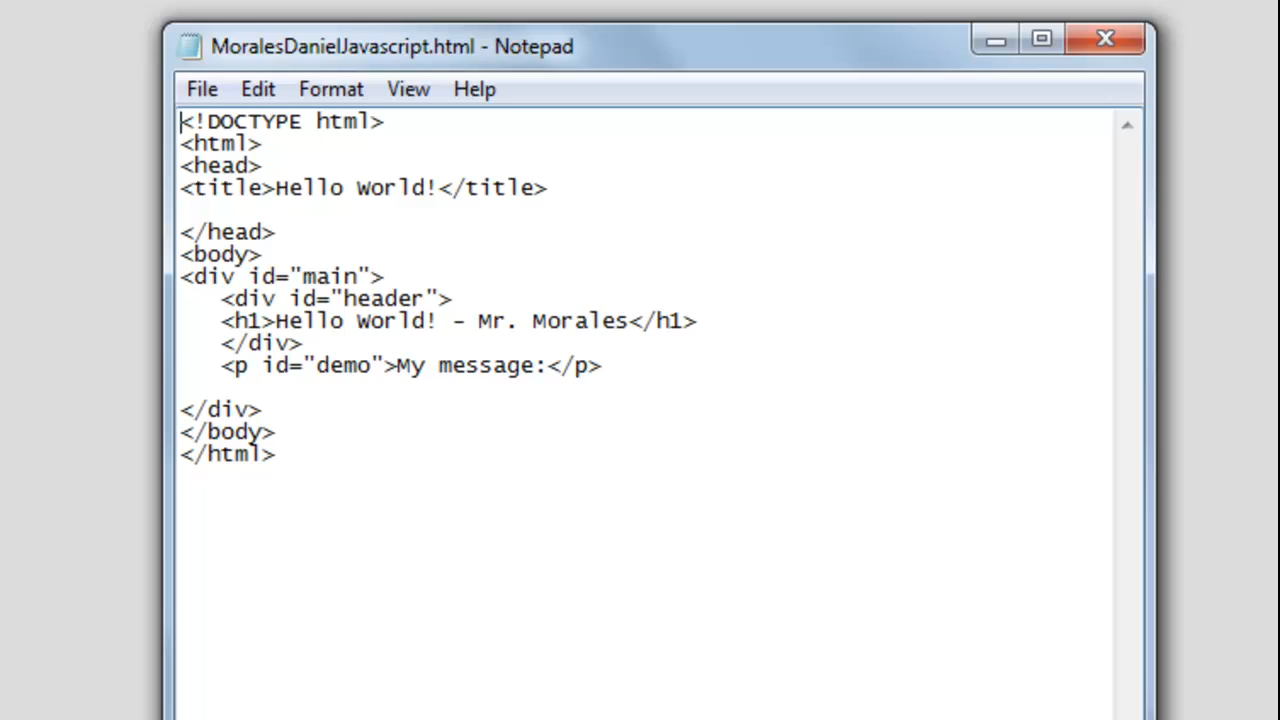 MoralesDanielJavascript.html - Notepad
File Edit Format View Help
<!DOCTYPE html>
<html>
<head>
<title>Hello World!</title>
</head>
<body>
<div id="main">
<div id="header">
<h1>Hello World! - Mr. Morales</h1>
</div>
<p id="demo">My message:</p>
</div>
</body>
</html>